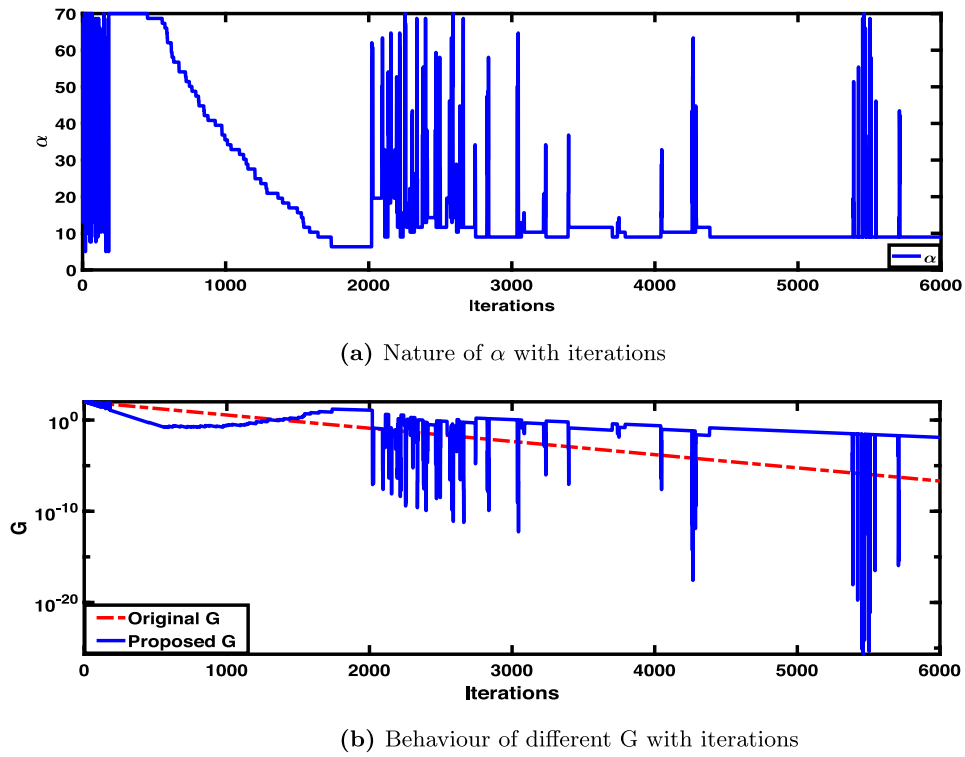 70
60
50
40
30
20
10
0
α
0 1000 2000 3000 4000 5000 6000
Iterations
α
(a) Nature of α with iterations
10^0
10^-10
10^-20
G
Original G
Proposed G
0 1000 2000 3000 4000 5000 6000
Iterations
(b) Behaviour of different G with iterations